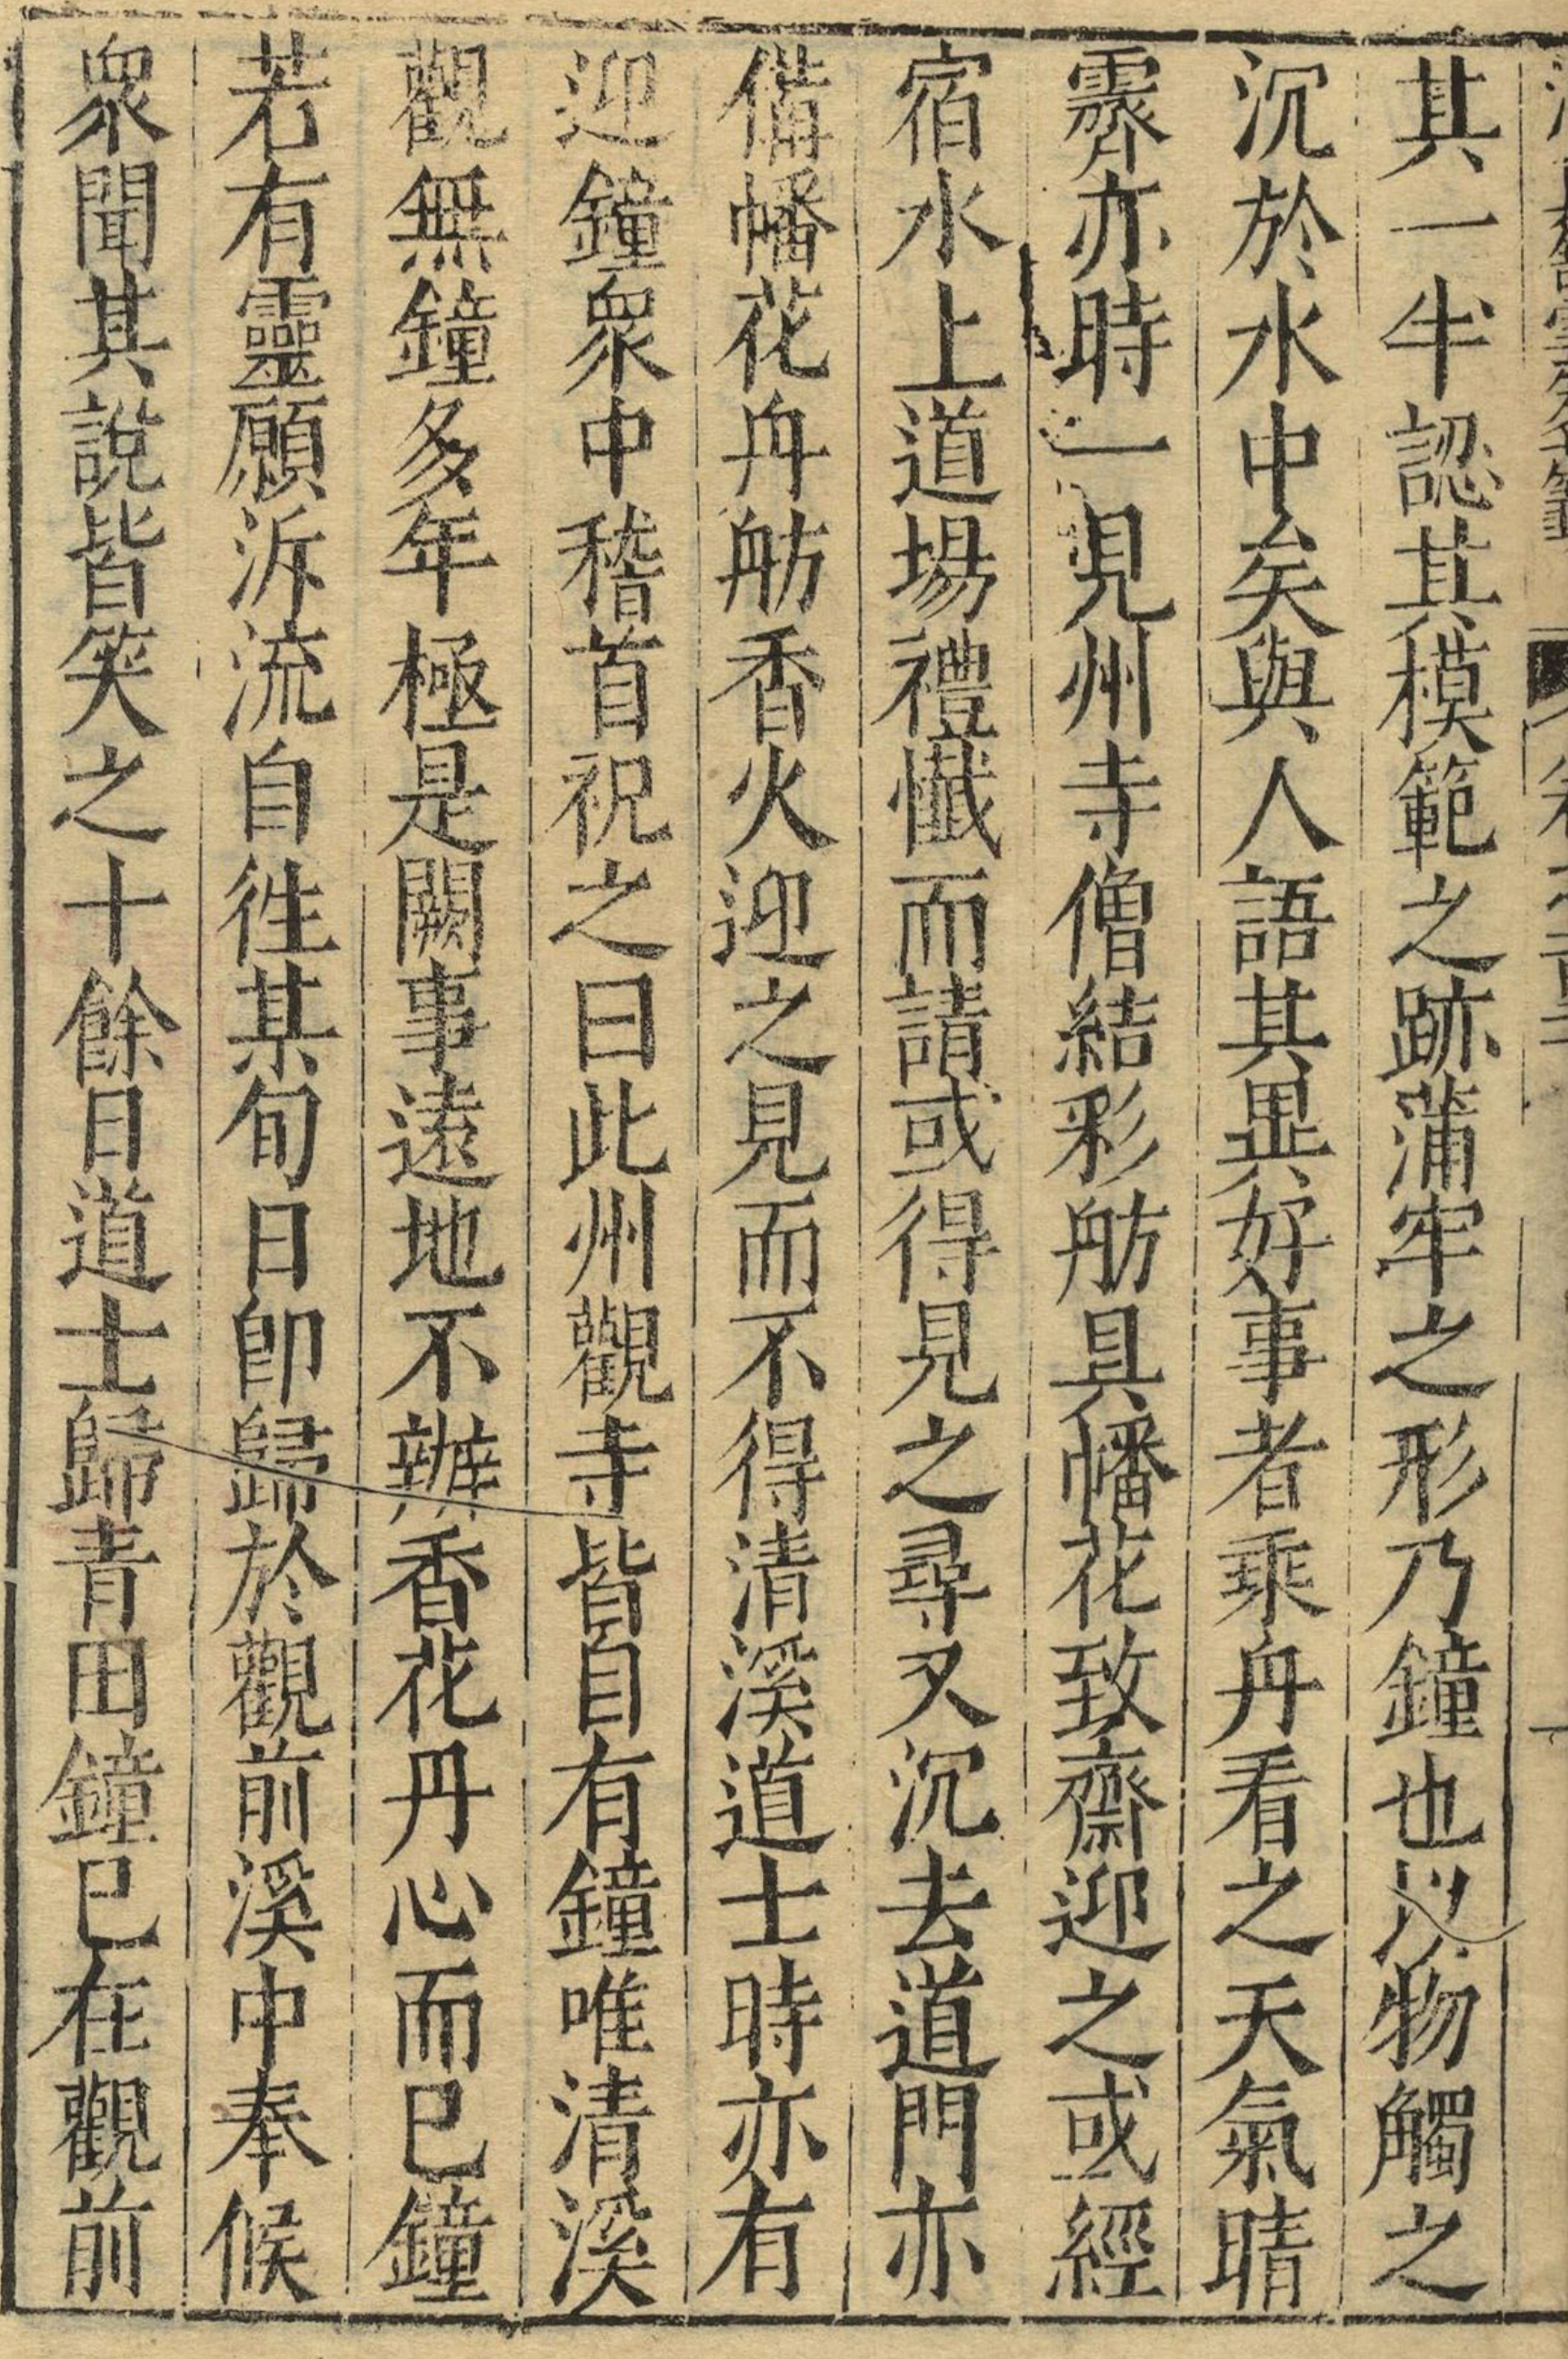 其一半認其模範之跡蒲牢之形乃鐘也以物觸之
沉於水中矣與人語其異好事者乘舟看之天氣晴
霽亦時一見州寺僧結彩舫具幡花致齋迎之或經
宿水上道場禮懺而請或得見之尋又沉去道門亦
備幡花舟舫香火迎之見而不得清溪道士時亦有
迎鐘眾中稽首祝之曰此州觀寺皆自有鐘唯清溪
觀無鐘多年極是闕事遠地不辦香花丹心而已鐘
若有靈願泝流自徃某旬日卽歸於觀前溪中奉候
眾聞其說皆笑之十餘日道士歸青田鐘已在觀前